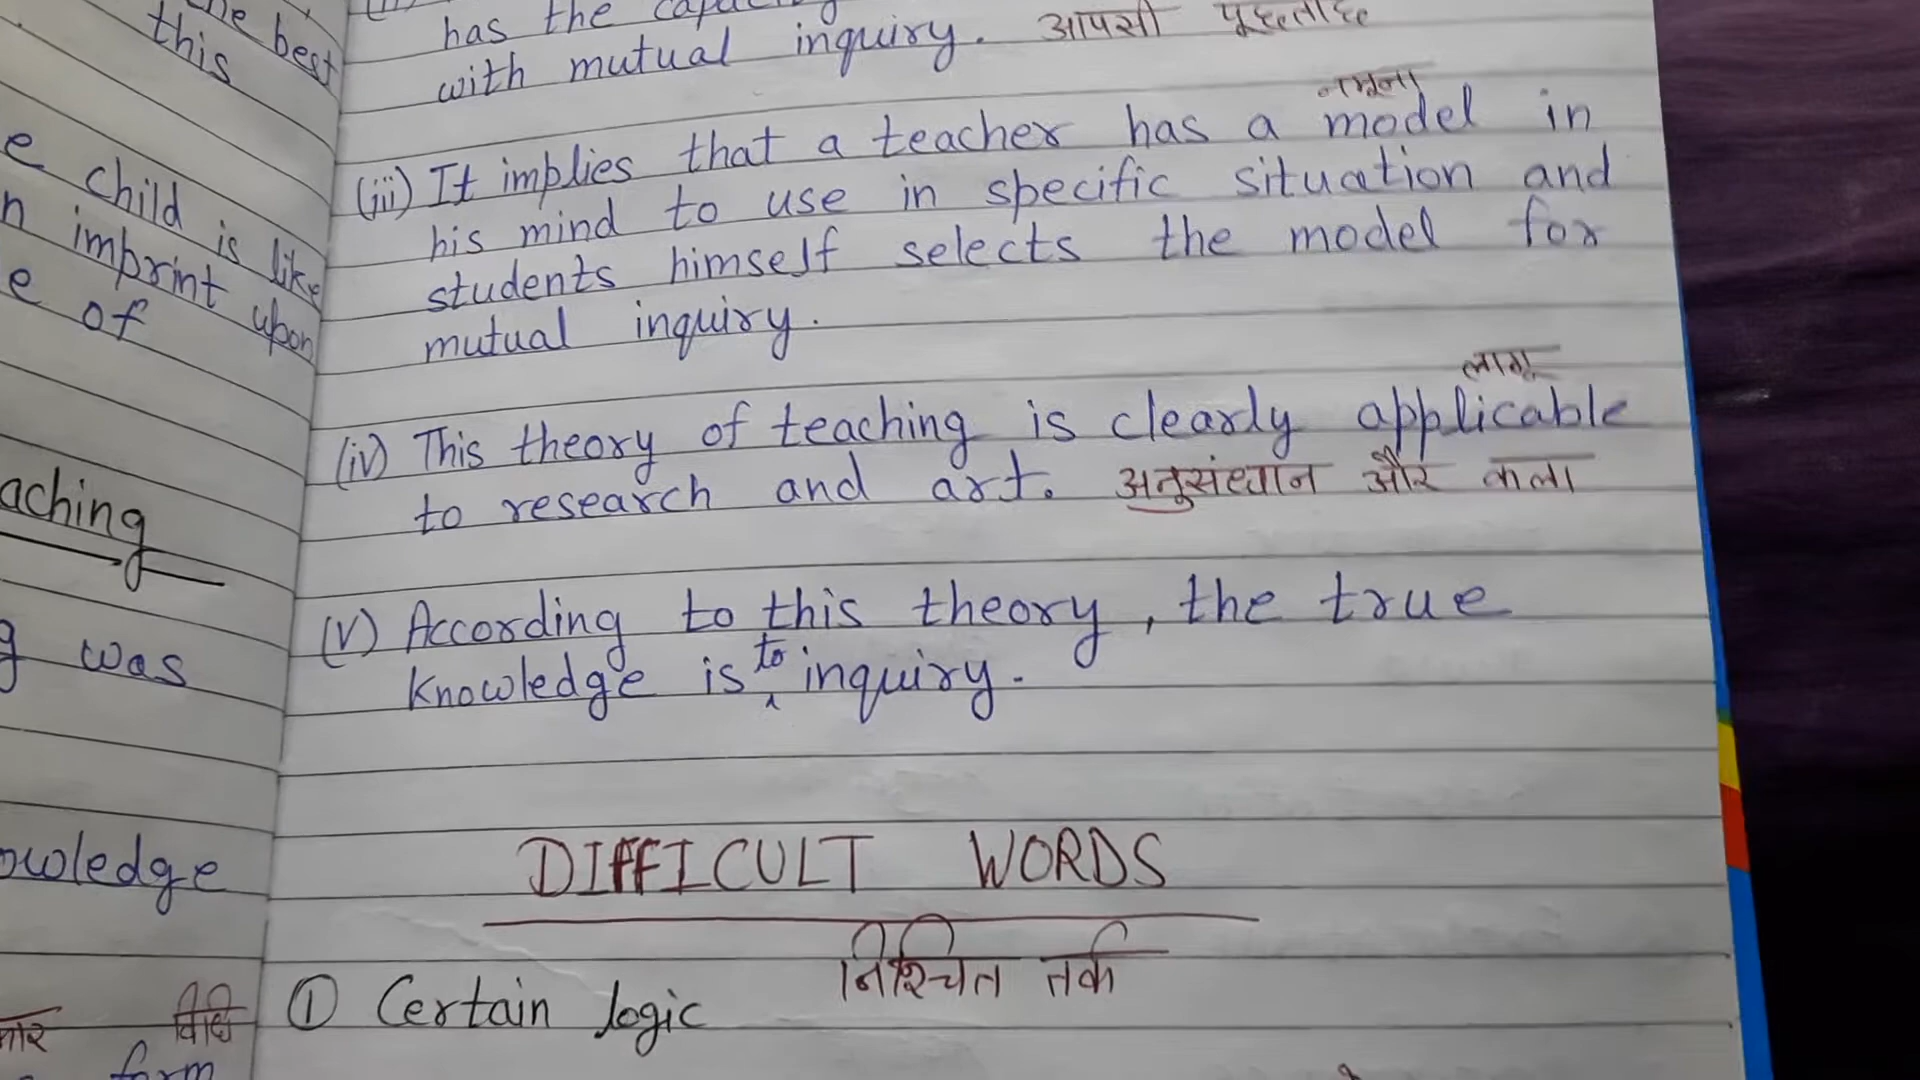 he best
this
e child is like
n imprint upon
e of
aching
g was
owledge
विधि
form
has the
with mutual inquiry. आपसी पूछताछ
नमूना
(iii) It implies that a teacher has a model in
his mind to use in specific situation and
students himself selects the model for
mutual inquiry.
लागू
(iv) This theory of teaching is clearly applicable
to research and art. अनुसंधान और कला
(v) According to this theory, the true
knowledge is to inquiry.
DIFFICULT WORDS
① Certain logic निश्चित तर्क